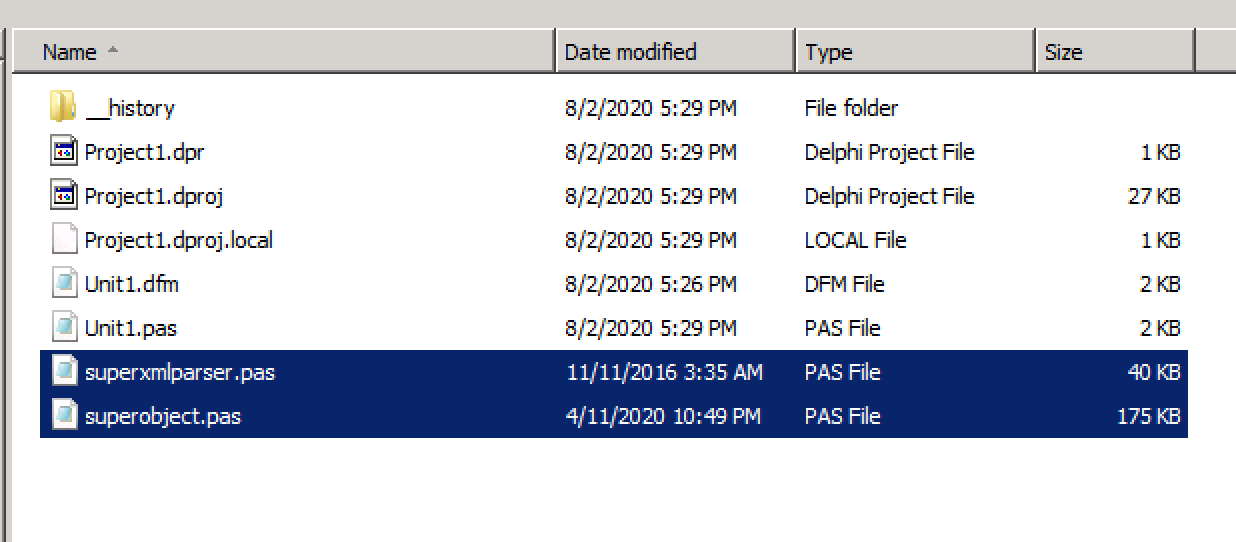 Name Date modified Type Size
__history 8/2/2020 5:29 PM File folder
Project1.dpr 8/2/2020 5:29 PM Delphi Project File 1 KB
Project1.dproj 8/2/2020 5:29 PM Delphi Project File 27 KB
Project1.dproj.local 8/2/2020 5:29 PM LOCAL File 1 KB
Unit1.dfm 8/2/2020 5:26 PM DFM File 2 KB
Unit1.pas 8/2/2020 5:29 PM PAS File 2 KB
superxmlparser.pas 11/11/2016 3:35 AM PAS File 40 KB
superobject.pas 4/11/2020 10:49 PM PAS File 175 KB